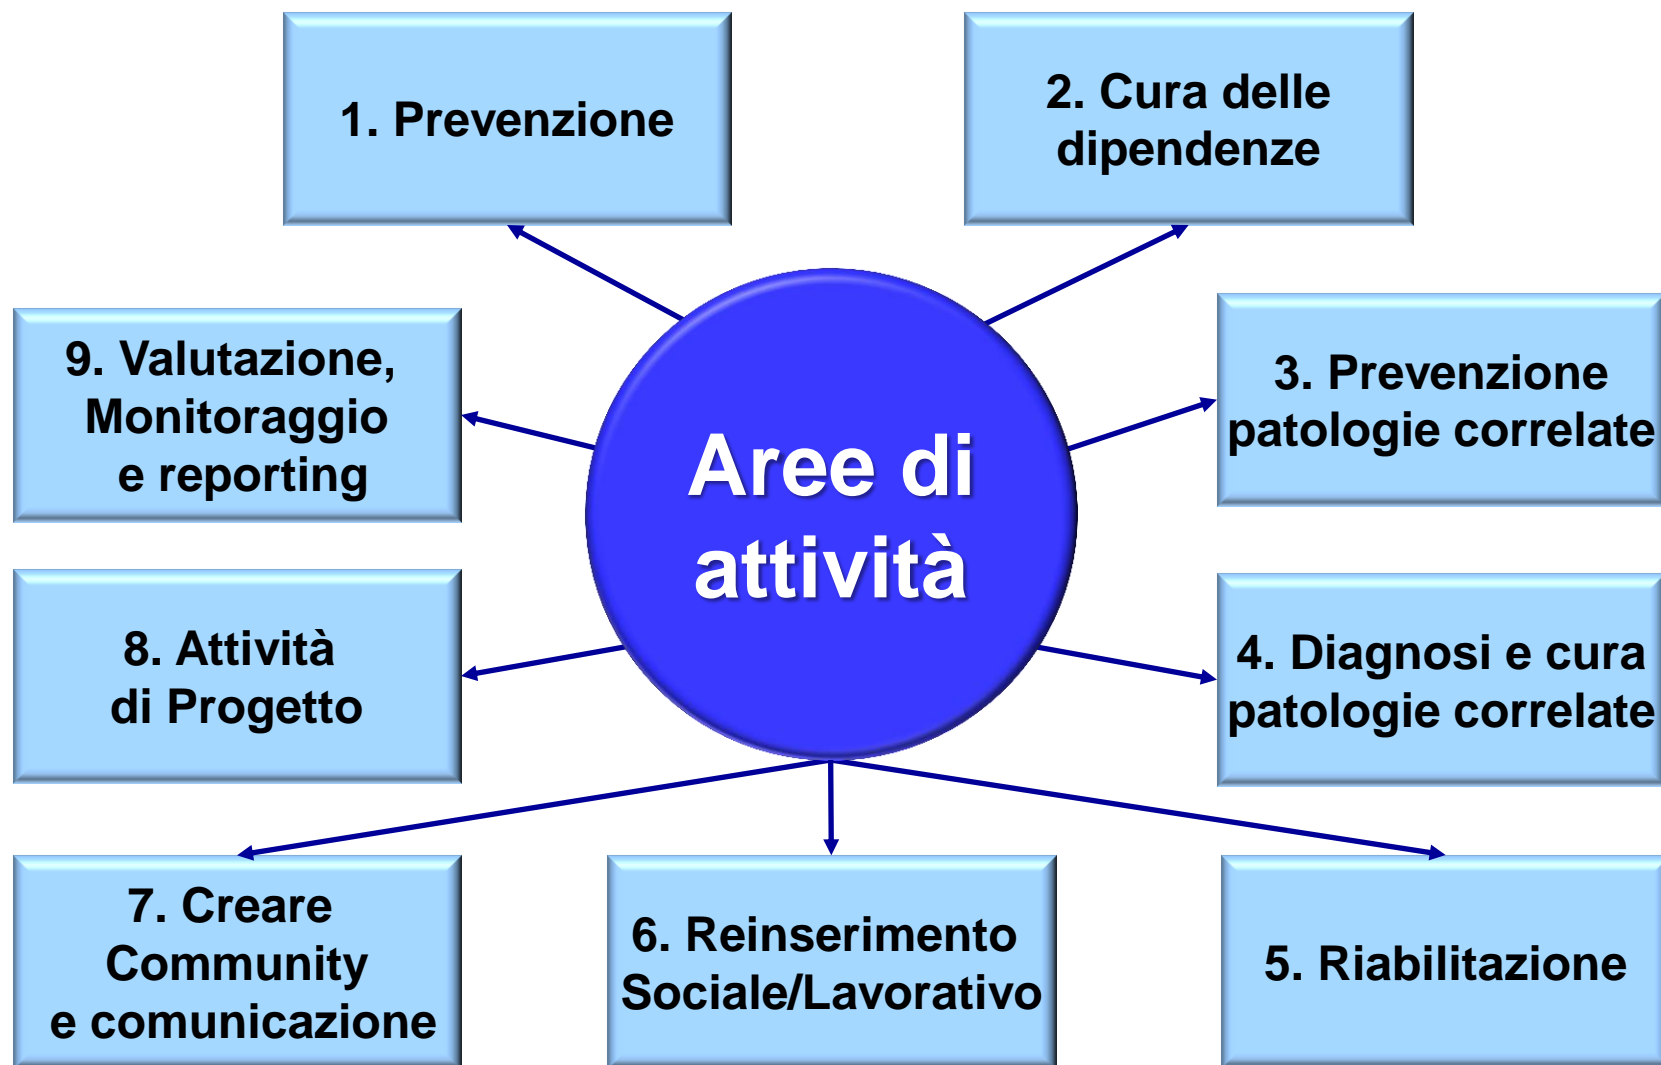 1. Prevenzione
2. Cura delle
dipendenze
3. Prevenzione
patologie correlate
4. Diagnosi e cura
patologie correlate
5. Riabilitazione
6. Reinserimento
Sociale/Lavorativo
7. Creare
Community
e comunicazione
8. Attività
di Progetto
9. Valutazione,
Monitoraggio
e reporting
Aree di
attività